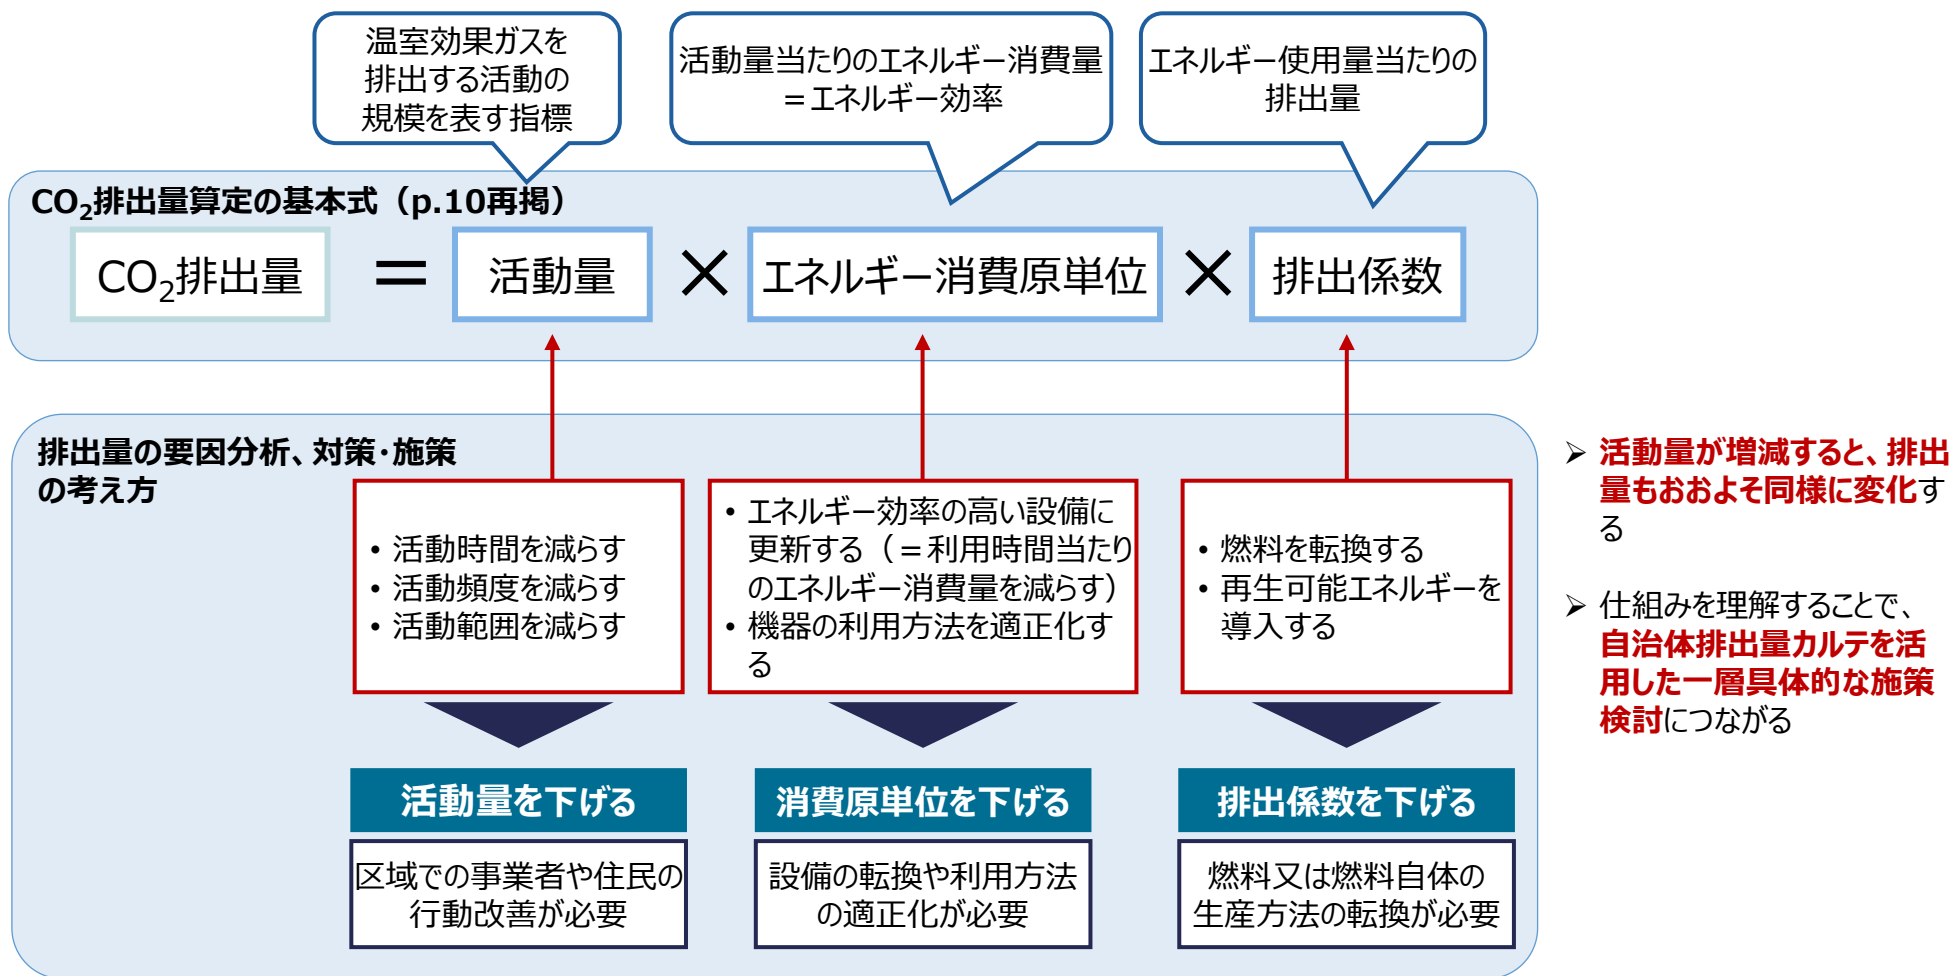 温室効果ガスを
排出する活動の
規模を表す指標
活動量当たりのエネルギー消費量
=エネルギー効率
エネルギー使用量当たりの
排出量
CO2排出量算定の基本式(p.10再掲)
CO2排出量 = 活動量 × エネルギー消費原単位 × 排出係数
排出量の要因分析、対策・施策
の考え方
• 活動時間を減らす
• 活動頻度を減らす
• 活動範囲を減らす
• エネルギー効率の高い設備に
更新する(=利用時間当たり
のエネルギー消費量を減らす)
• 機器の利用方法を適正化す
る
• 燃料を転換する
• 再生可能エネルギーを
導入する
活動量を下げる
区域での事業者や住民の
行動改善が必要
消費原単位を下げる
設備の転換や利用方法
の適正化が必要
排出係数を下げる
燃料又は燃料自体の
生産方法の転換が必要
➢ 活動量が増減すると、排出
量もおおよそ同様に変化す
る
➢ 仕組みを理解することで、
自治体排出量カルテを活
用した一層具体的な施策
検討につながる